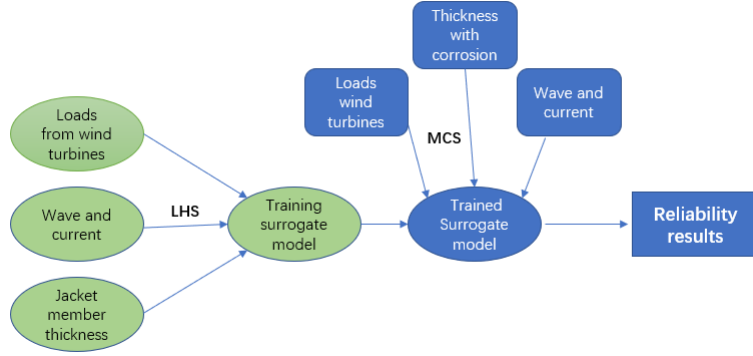 Thickness
with
corrosion
Loads
wind
turbines
Wave and
current
MCS
Loads
from wind
turbines
Wave and
current
LHS
Jacket
member
thickness
Training
surrogate
model
Trained
Surrogate
model
Reliability
results